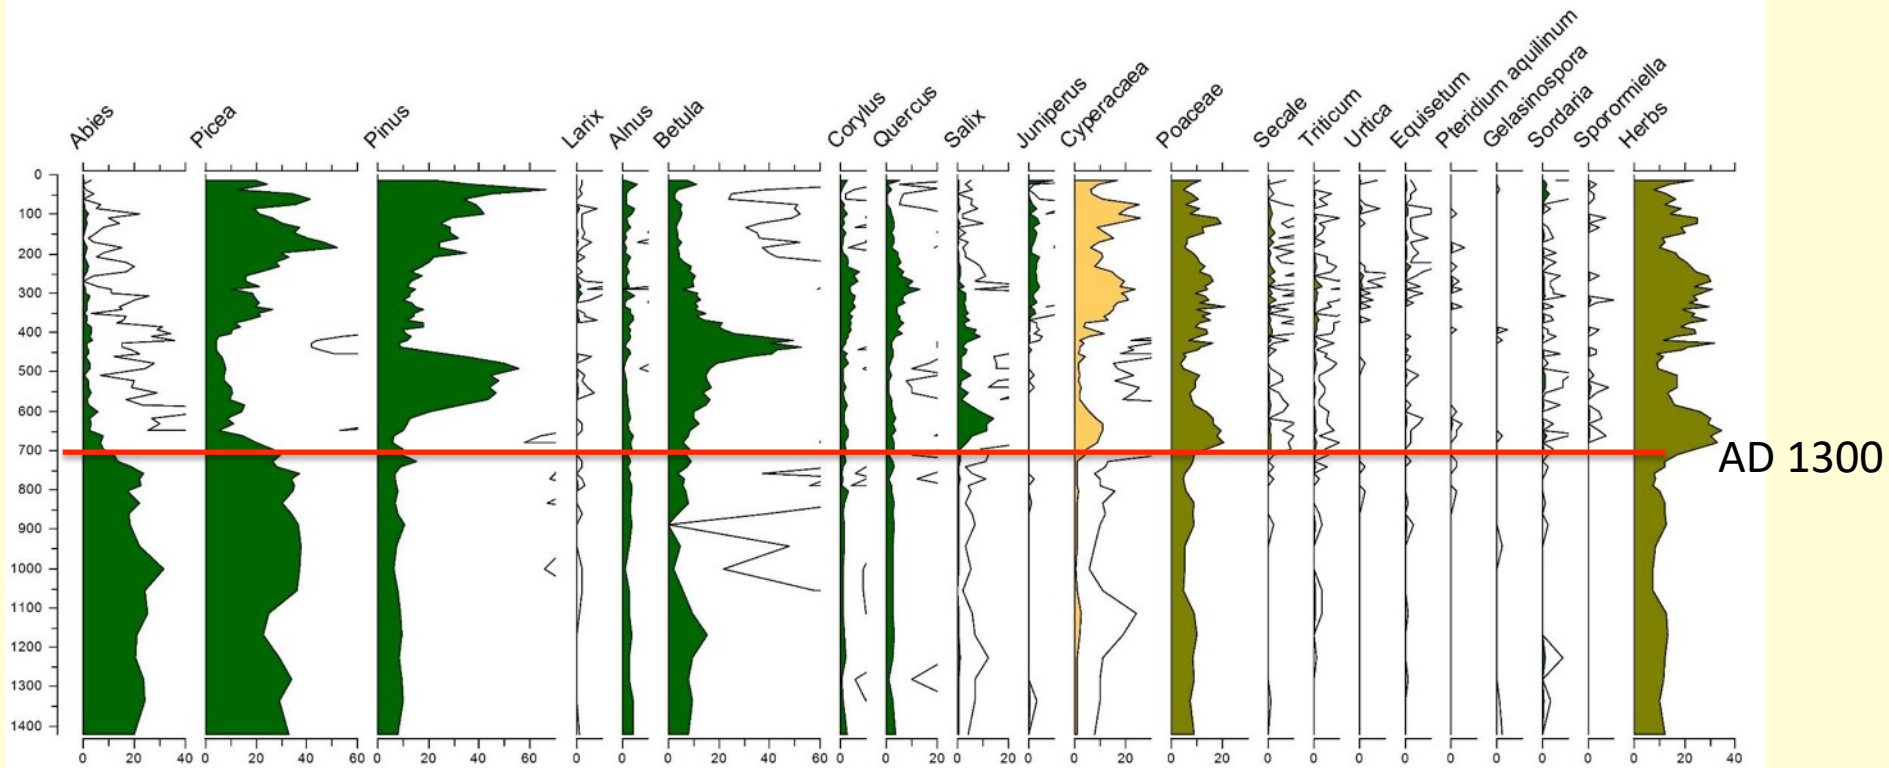 Abies
Picea
Pinus
Larix
Alnus
Betula
Corylus
Quercus
Salix
Juniperus
Cyperacaea
Poaceae
Secale
Triticum
Urtica
Equisetum
Pteridium aquilinum
Gelasinospora
Sordaria
Sporormiella
Herbs
0
100
200
300
400
500
600
700
800
900
1000
1100
1200
1300
1400
AD 1300
0 20 40 0 20 40 60 0 20 40 60 0 0 0 20 40 60 0 0 20 0 20 0 0 20 0 20 0 0 0 0 0 0 0 0 0 20 40